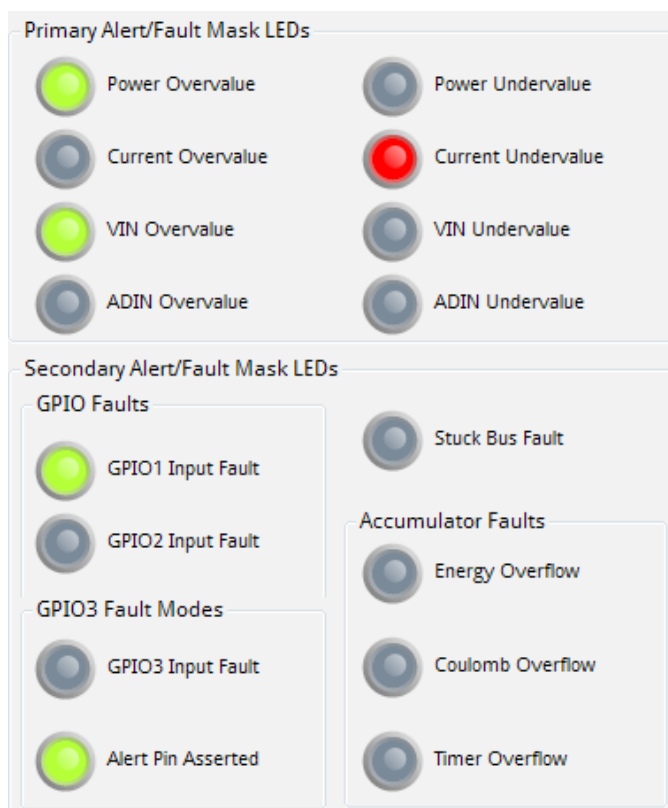 Primary Alert/Fault Mask LEDs
Power Overvalue
Power Undervalue
Current Overvalue
Current Undervalue
VIN Overvalue
VIN Undervalue
ADIN Overvalue
ADIN Undervalue
Secondary Alert/Fault Mask LEDs
GPIO Faults
GPIO1 Input Fault
GPIO2 Input Fault
Stuck Bus Fault
GPIO3 Fault Modes
GPIO3 Input Fault
Alert Pin Asserted
Accumulator Faults
Energy Overflow
Coulomb Overflow
Timer Overflow